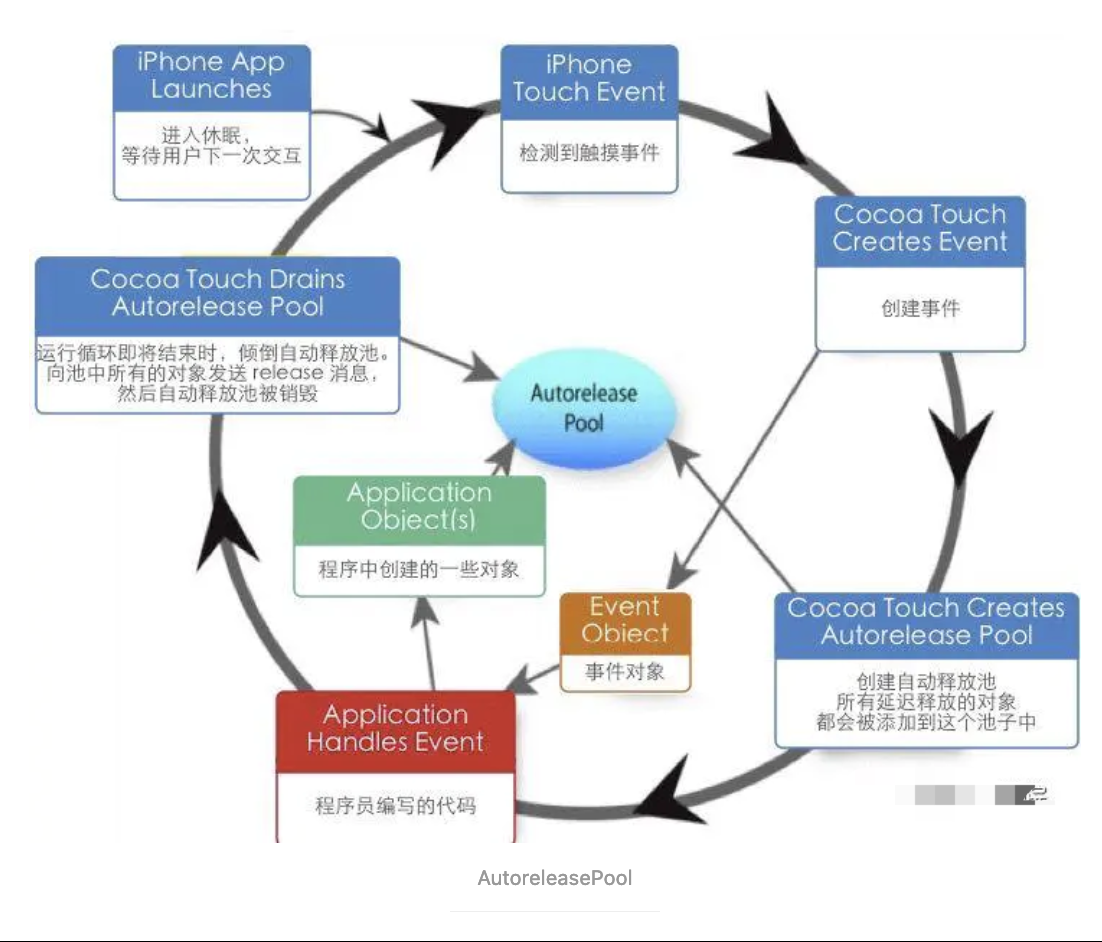 iPhone App
Launches
进入休眠，
等待用户下一次交互
iPhone
Touch Event
检测到触摸事件
Cocoa Touch
Creates Event
创建事件
Cocoa Touch Drains
Autorelease Pool
运行循环即将结束时，倾倒自动释放池。
向池中所有的对象发送 release 消息，
然后自动释放池被销毁
Autorelease
Pool
Application
Object(s)
程序中创建的一些对象
Event
Object
事件对象
Cocoa Touch Creates
Autorelease Pool
创建自动释放池
所有延迟释放的对象
都会被添加到这个池子中
Application
Handles Event
程序员编写的代码
AutoreleasePool